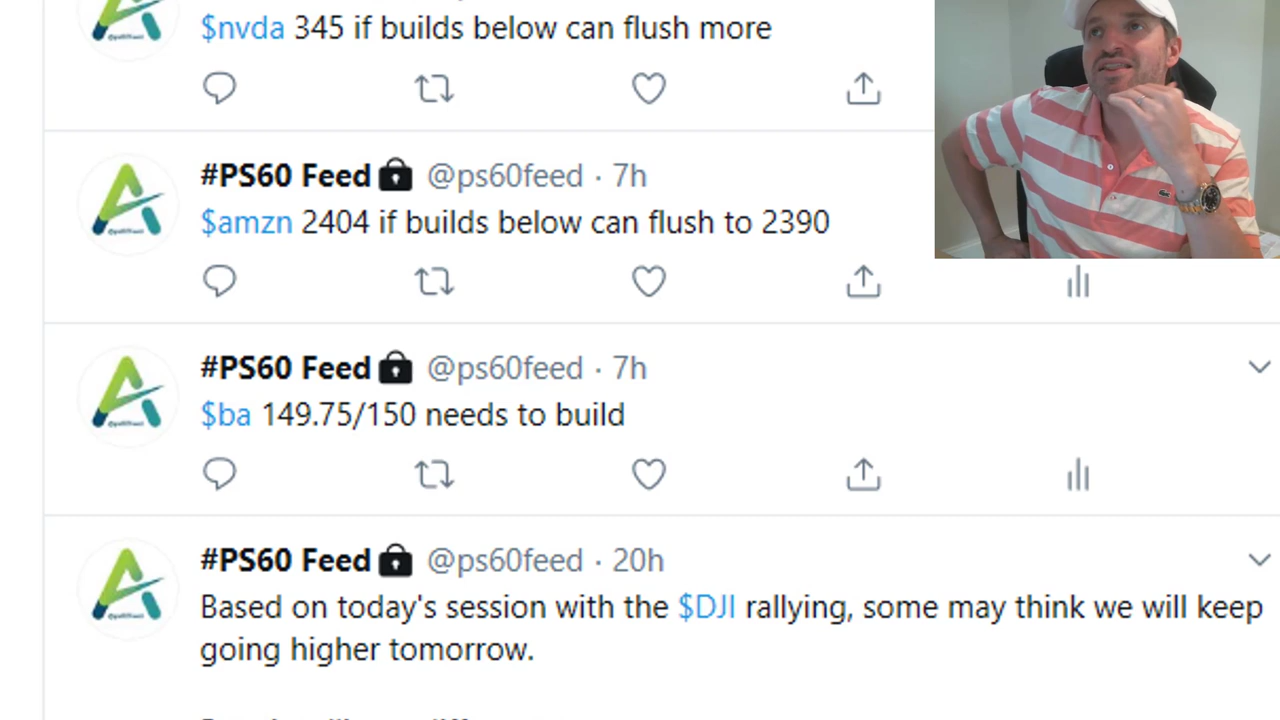 $nvda 345 if builds below can flush more
#PS60 Feed @ps60feed · 7h
$amzn 2404 if builds below can flush to 2390
#PS60 Feed @ps60feed · 7h
$ba 149.75/150 needs to build
#PS60 Feed @ps60feed · 20h
Based on today's session with the $DJI rallying, some may think we will keep
going higher tomorrow.